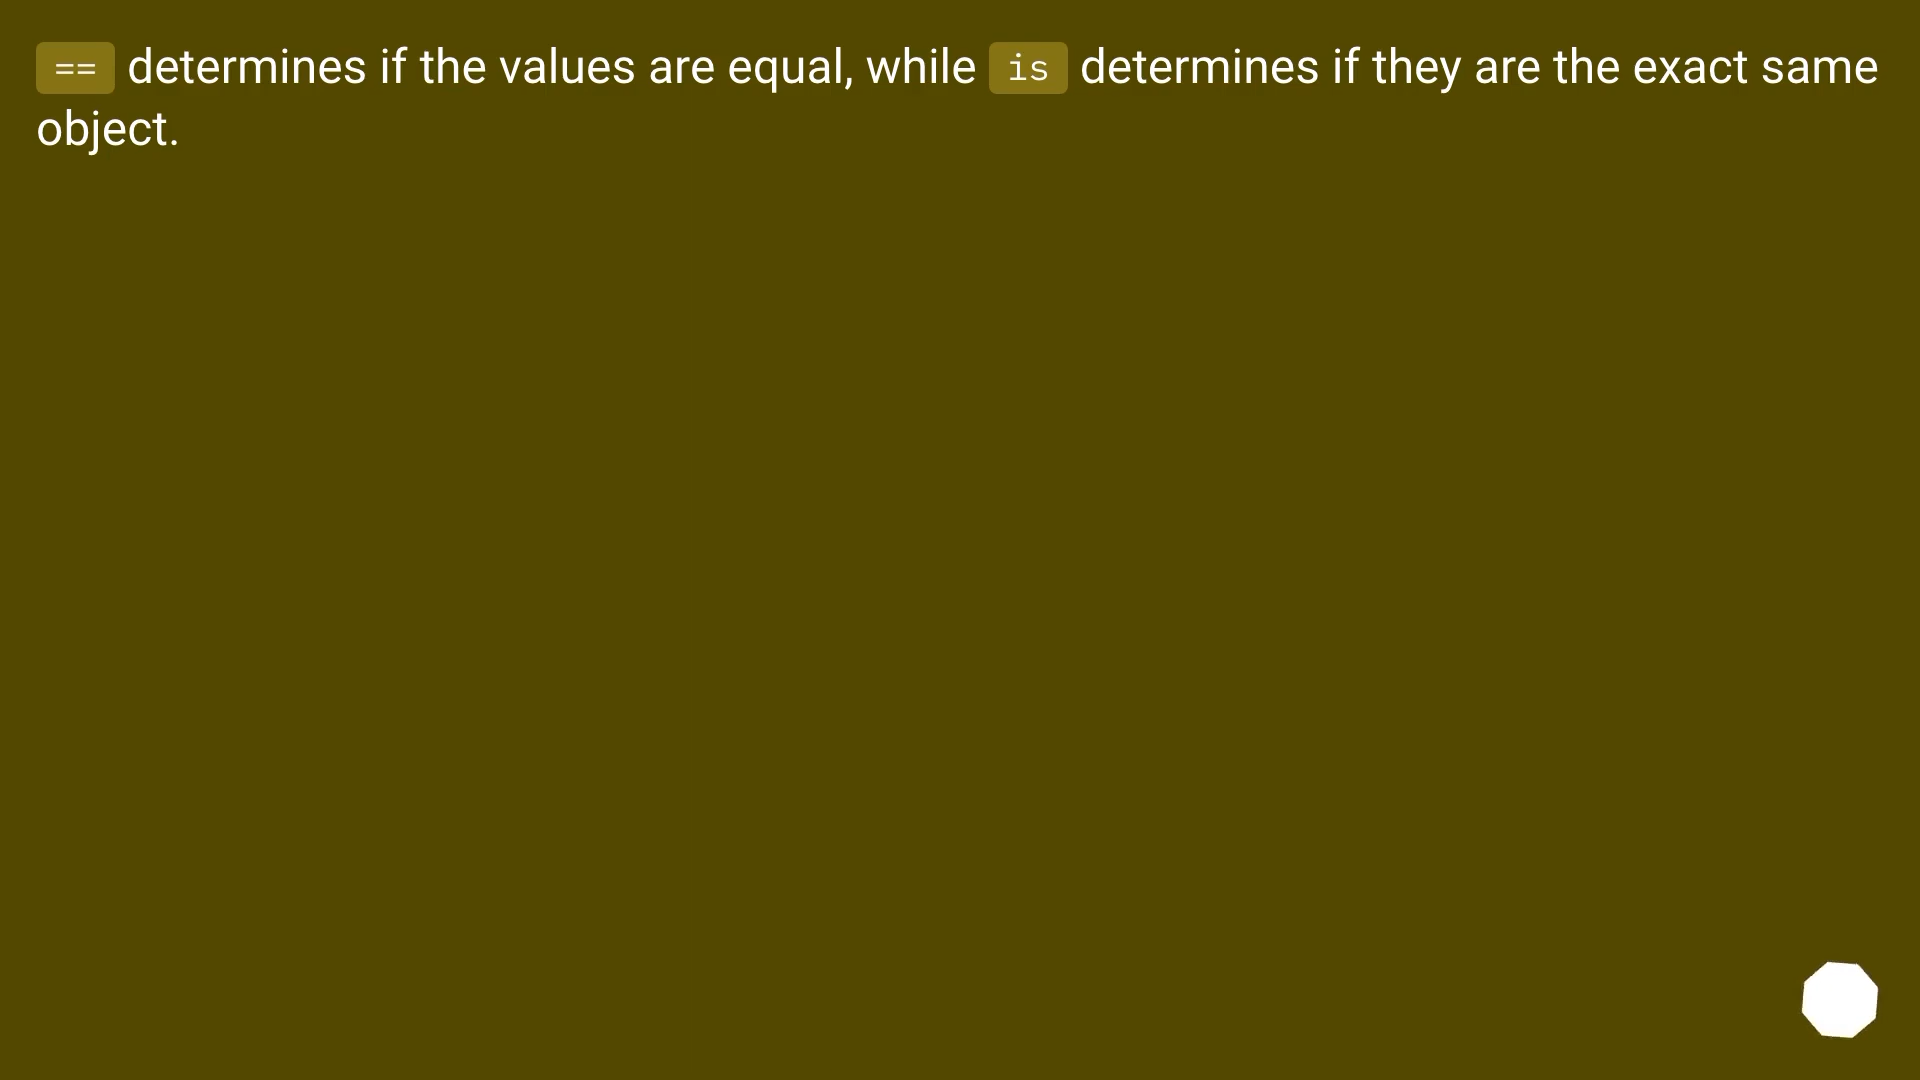 == determines if the values are equal, while is determines if they are the exact same
object.